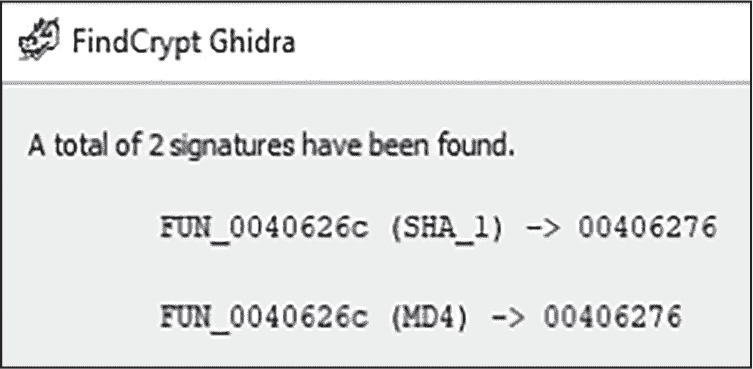 FindCrypt Ghidra
A total of 2 signatures have been found.
FUN_0040626c (SHA_1) -> 00406276
FUN_0040626c (MD4) -> 00406276